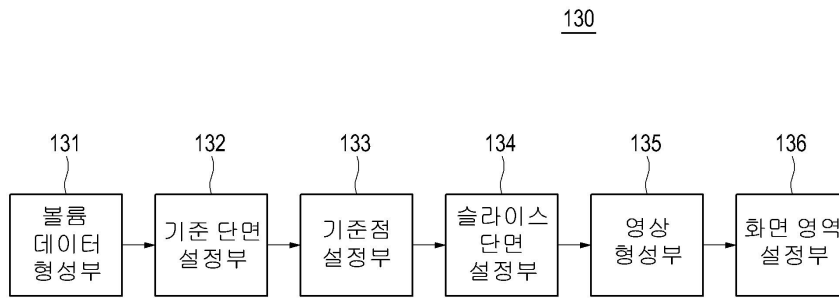 130
131
132
133
134
135
136
볼륨
데이터
형성부
기준 단면
설정부
기준점
설정부
슬라이스
단면
설정부
영상
형성부
화면 영역
설정부